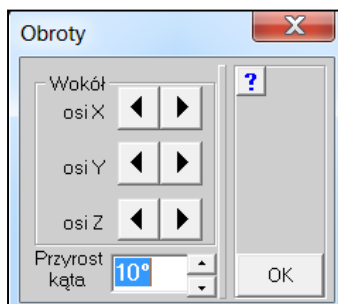 Obroty
Wokół
osi X
?
osi Y
osi Z
Przyrost
kąta
10°
OK